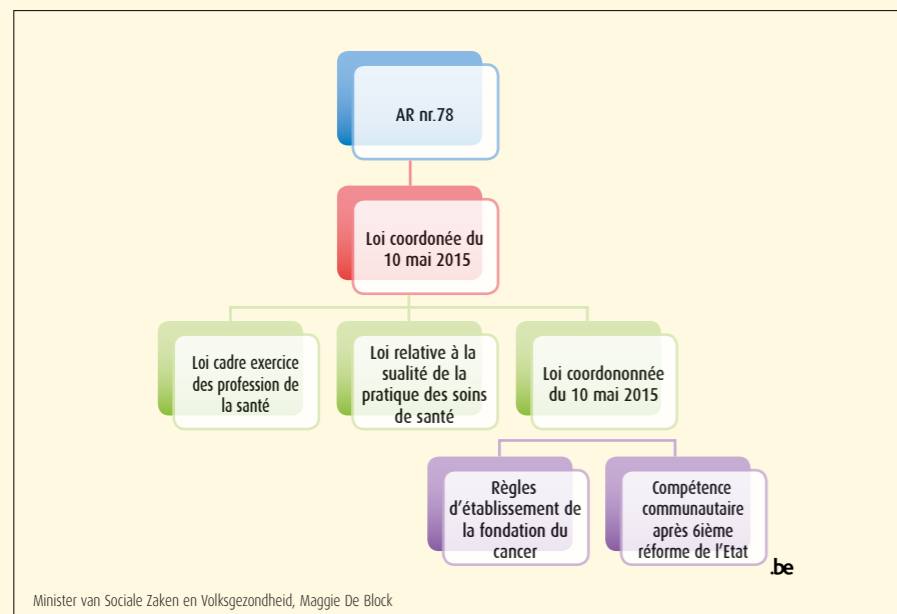 AR nr.78
Loi coordonée du
10 mai 2015
Loi cadre exercice
des profession de
la santé
Loi relative à la
sualité de la
pratique des soins
de santé
Loi coordononnée
du 10 mai 2015
Règles
d’établissement de
la fondation du
cancer
Compétence
communautaire
après 6ième
réforme de l’Etat
.be
Minister van Sociale Zaken en Volksgezondheid, Maggie De Block